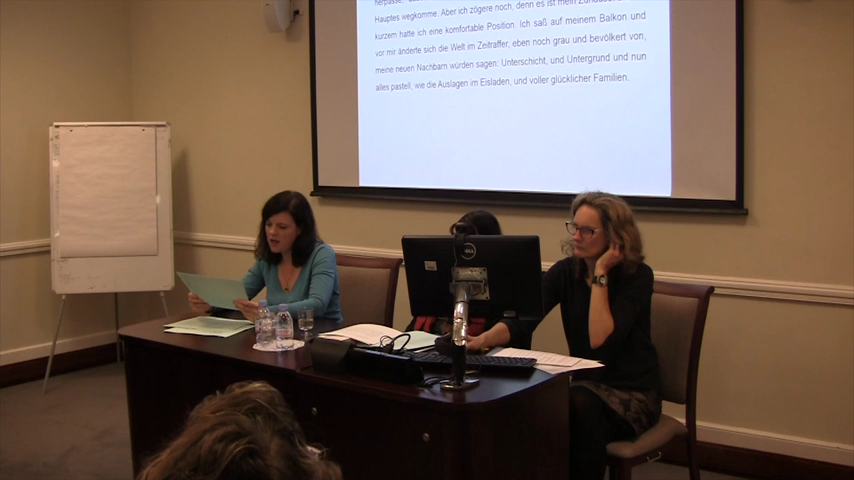 Hauptes wegkomme. Aber ich zögere noch, denn es ist mein Zuhause
kurzem hatte ich eine komfortable Position. Ich saß auf meinem Balkon und
vor mir änderte sich die Welt im Zeitraffer, eben noch grau und bevölkert von,
meine neuen Nachbarn würden sagen: Unterschicht, und Untergrund und nun
alles pastell, wie die Auslagen im Eisladen, und voller glücklicher Familien.
DELL